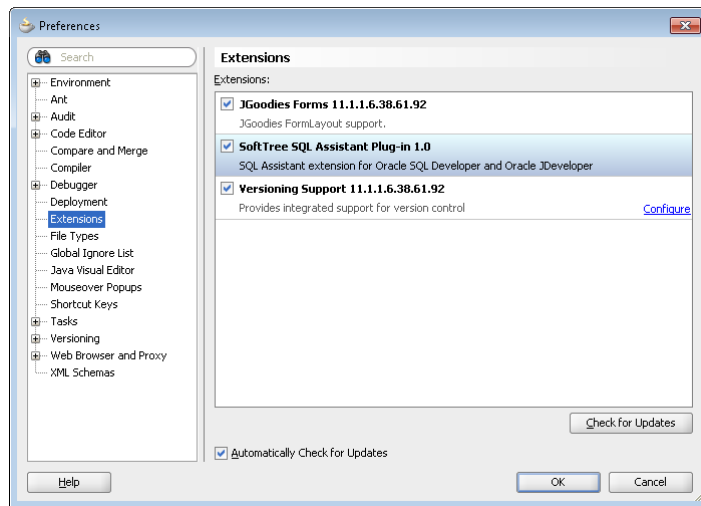 Preferences
Search
Environment
Ant
Audit
Code Editor
Compare and Merge
Compiler
Debugger
Deployment
Extensions
File Types
Global Ignore List
Java Visual Editor
Mouseover Popups
Shortcut Keys
Tasks
Versioning
Web Browser and Proxy
XML Schemas
Extensions
Extensions:
JGoodies Forms 11.1.1.6.38.61.92
JGoodies FormLayout support.
SoftTree SQL Assistant Plug-in 1.0
SQL Assistant extension for Oracle SQL Developer and Oracle JDeveloper
Versioning Support 11.1.1.6.38.61.92
Provides integrated support for version control Configure
Check for Updates
Automatically Check for Updates
Help OK Cancel